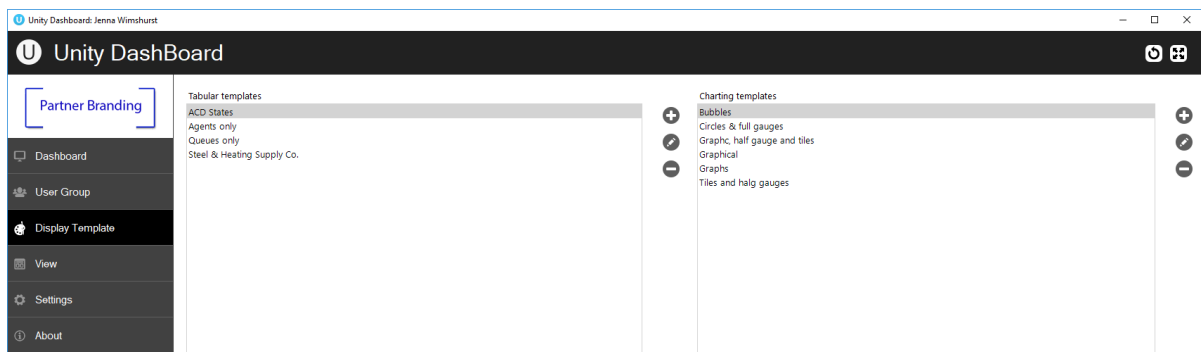 Unity Dashboard: Jenna Wimshurst
U Unity DashBoard
Partner Branding
Dashboard
User Group
Display Template
View
Settings
About
Tabular templates
ACD States
Agents only
Queues only
Steel & Heating Supply Co.
Charting templates
Bubbles
Circles & full gauges
Graphc, half gauge and tiles
Graphical
Graphs
Tiles and halg gauges